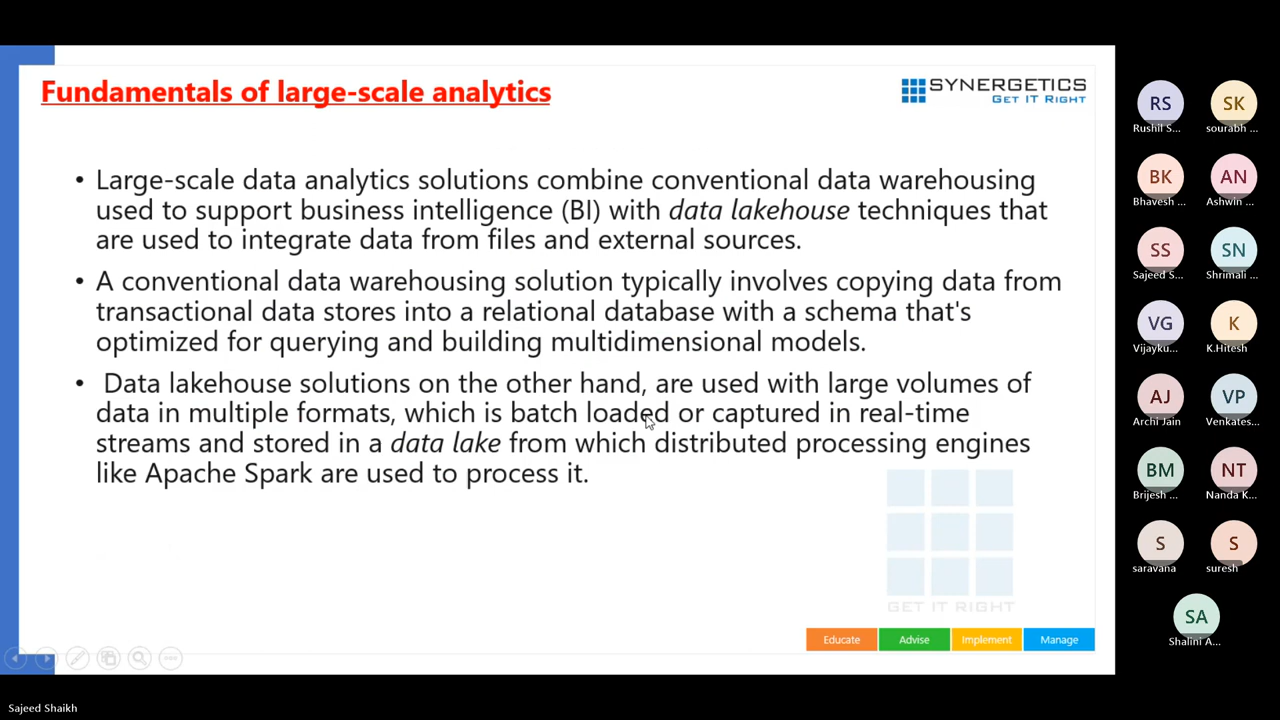 Fundamentals of large-scale analytics
SYNERGETICS
GET IT RIGHT
• Large-scale data analytics solutions combine conventional data warehousing
used to support business intelligence (BI) with data lakehouse techniques that
are used to integrate data from files and external sources.
• A conventional data warehousing solution typically involves copying data from
transactional data stores into a relational database with a schema that's
optimized for querying and building multidimensional models.
• Data lakehouse solutions on the other hand, are used with large volumes of
data in multiple formats, which is batch loaded or captured in real-time
streams and stored in a data lake from which distributed processing engines
like Apache Spark are used to process it.
GET IT RIGHT
Educate Advise Implement Manage
RS SK
Rushil S... sourabh ...
BK AN
Bhavesh ... Ashwin ...
SS SN
Sajeed S... Shrimali ...
VG K
Vijayku... K.Hitesh
AJ VP
Archi Jain Venkates...
BM NT
Brijesh ... Nanda K...
S S
saravana suresh
SA
Shalini A...
Sajeed Shaikh